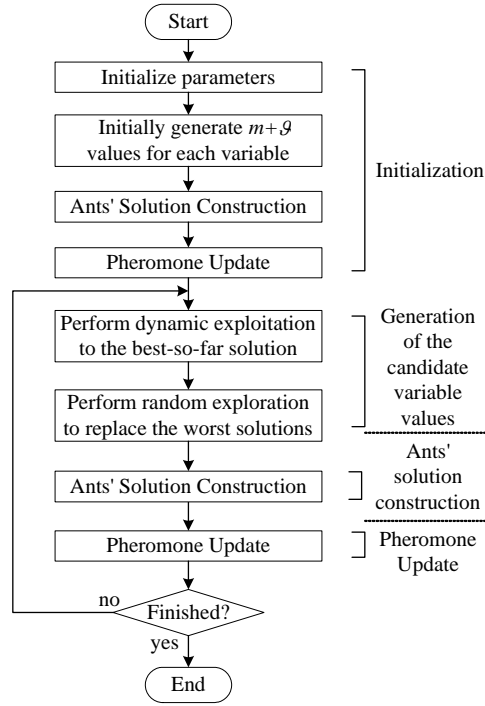 Start
Initialize parameters
Initially generate m+ϑ
values for each variable
Ants' Solution Construction
Pheromone Update
Initialization
Perform dynamic exploitation
to the best-so-far solution
Perform random exploration
to replace the worst solutions
Generation
of the
candidate
variable
values
Ants' Solution Construction
Ants'
solution
construction
Pheromone Update
Pheromone
Update
Finished?
no
yes
End